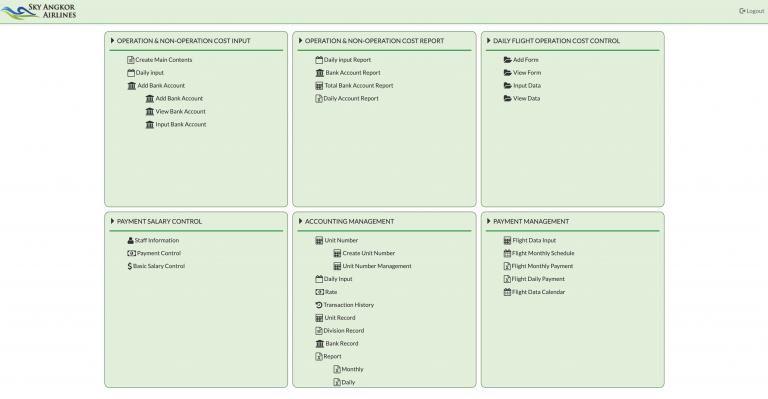 SKY ANGKOR
AIRLINES
Logout
OPERATION & NON-OPERATION COST INPUT
Create Main Contents
Daily input
Add Bank Account
Add Bank Account
View Bank Account
Input Bank Account
OPERATION & NON-OPERATION COST REPORT
Daily input Report
Bank Account Report
Total Bank Account Report
Daily Account Report
DAILY FLIGHT OPERATION COST CONTROL
Add Form
View Form
Input Data
View Data
PAYMENT SALARY CONTROL
Staff Information
Payment Control
Basic Salary Control
ACCOUNTING MANAGEMENT
Unit Number
Create Unit Number
Unit Number Management
Daily Input
Rate
Transaction History
Unit Record
Division Record
Bank Record
Report
Monthly
Daily
PAYMENT MANAGEMENT
Flight Data Input
Flight Monthly Schedule
Flight Monthly Payment
Flight Daily Payment
Flight Data Calendar